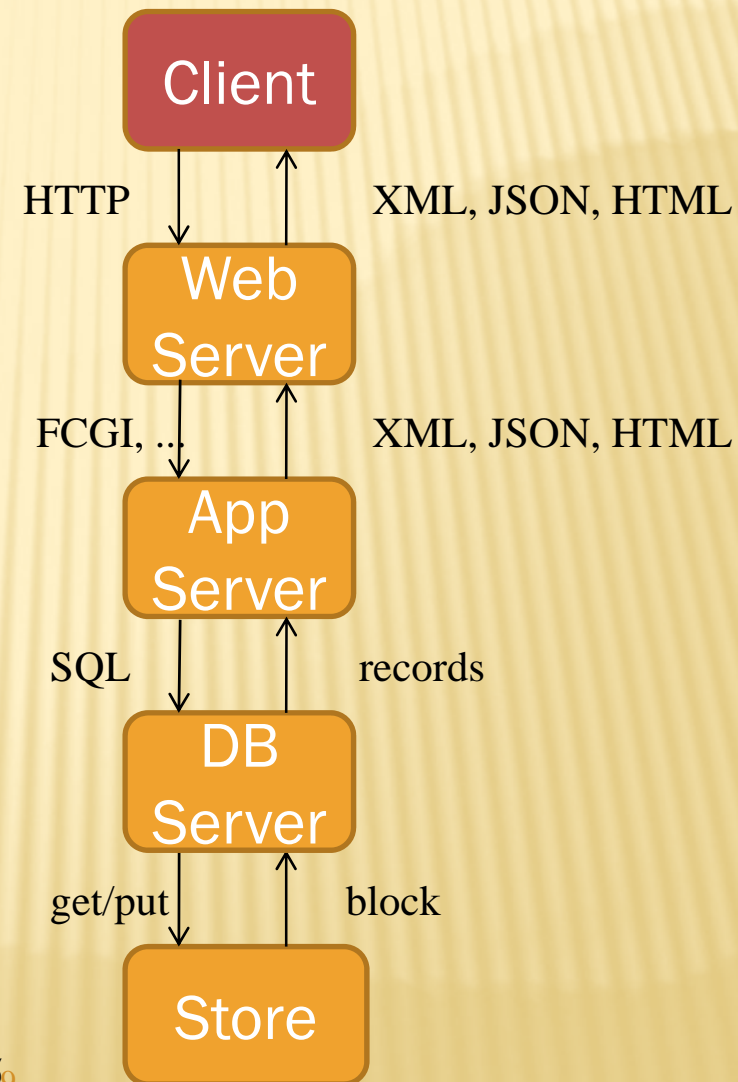 Client
HTTP
XML, JSON, HTML
Web
Server
FCGI, ...
XML, JSON, HTML
App
Server
SQL
records
DB
Server
get/put
block
Store